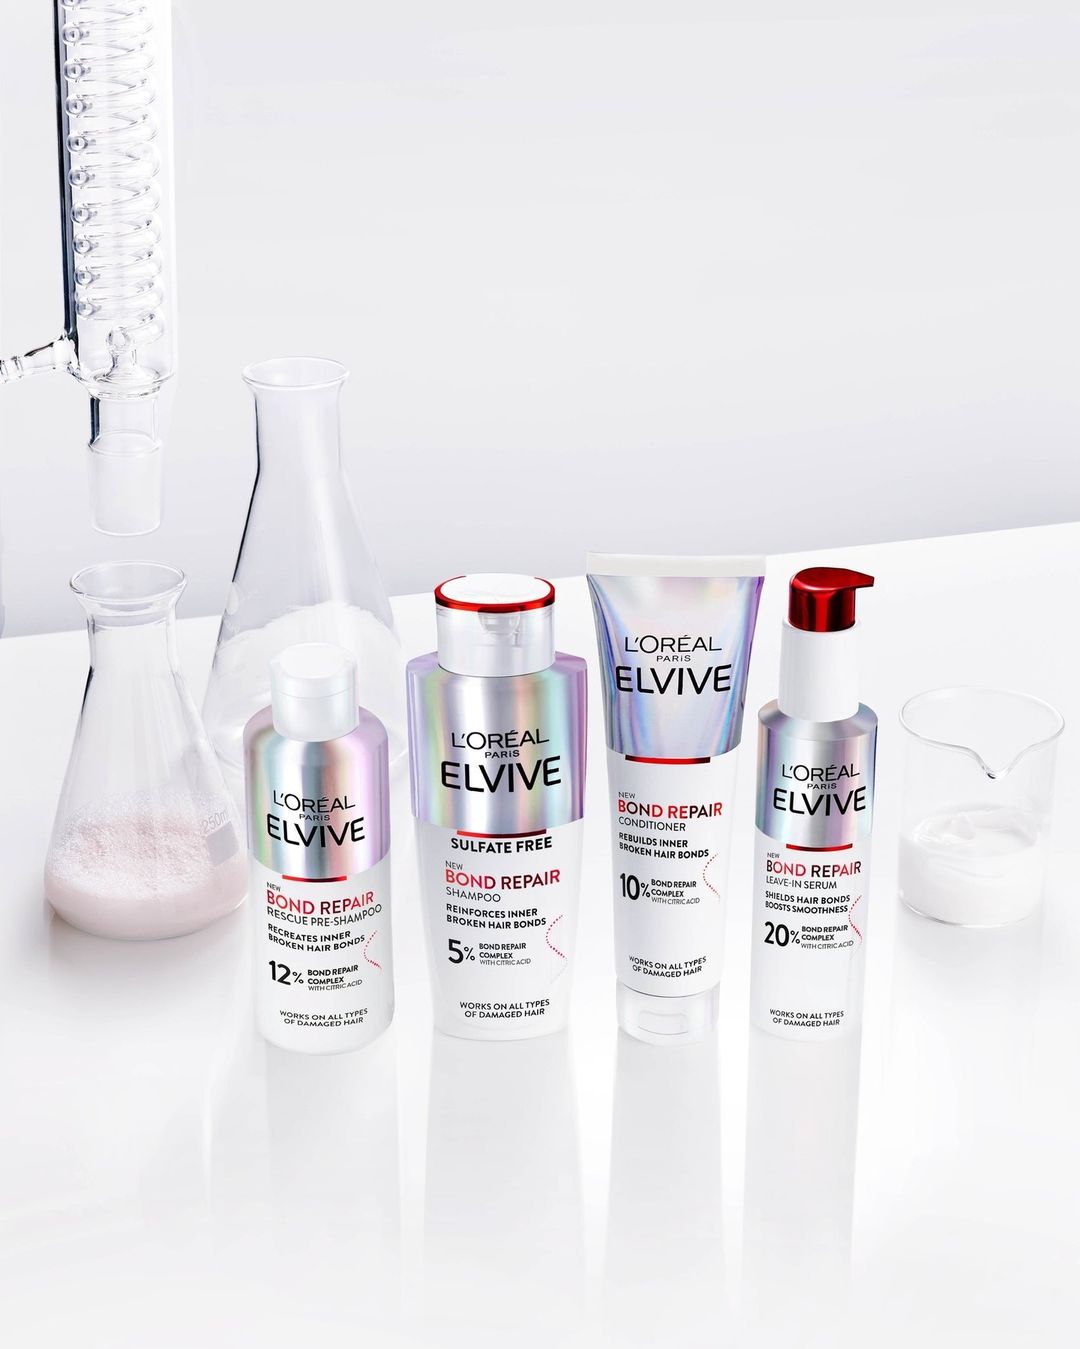 250ml
L'ORÉAL
PARIS
ELVIVE
NEW
BOND REPAIR
RESCUE PRE-SHAMPOO
RECREATES INNER
BROKEN HAIR BONDS
12% BOND REPAIR
COMPLEX
WITH CITRIC ACID
WORKS ON ALL TYPES
OF DAMAGED HAIR
L'ORÉAL
PARIS
ELVIVE
SULFATE FREE
NEW
BOND REPAIR
SHAMPOO
REINFORCES INNER
BROKEN HAIR BONDS
5% BOND REPAIR
COMPLEX
WITH CITRIC ACID
WORKS ON ALL TYPES
OF DAMAGED HAIR
L'ORÉAL
PARIS
ELVIVE
NEW
BOND REPAIR
CONDITIONER
REBUILDS INNER
BROKEN HAIR BONDS
10% BOND REPAIR
COMPLEX
WITH CITRIC ACID
WORKS ON ALL TYPES
OF DAMAGED HAIR
L'ORÉAL
PARIS
ELVIVE
NEW
BOND REPAIR
LEAVE-IN SERUM
SHIELDS HAIR BONDS
BOOSTS SMOOTHNESS
20% BOND REPAIR
COMPLEX
WITH CITRIC ACID
WORKS ON ALL TYPES
OF DAMAGED HAIR